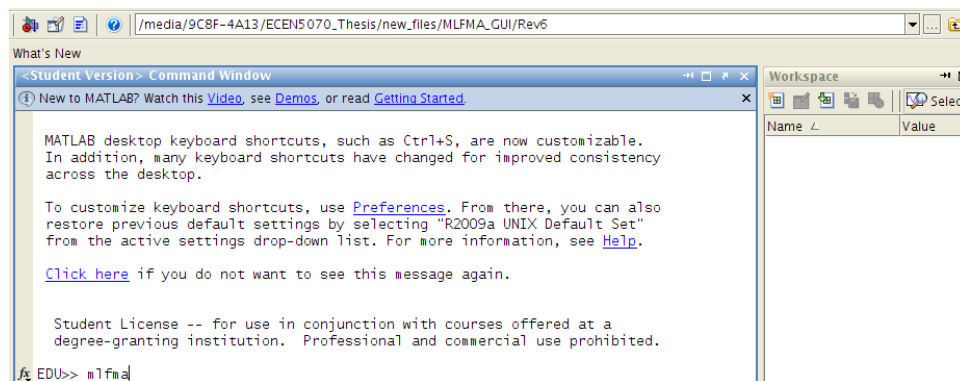 /media/9C8F-4A13/ECEN5070_Thesis/new_files/MLFMA_GUI/Rev6
...
What's New
<Student Version> Command Window
Workspace
New to MATLAB? Watch this Video, see Demos, or read Getting Started.
Selec
Name
Value
MATLAB desktop keyboard shortcuts, such as Ctrl+S, are now customizable.
In addition, many keyboard shortcuts have changed for improved consistency
across the desktop.
To customize keyboard shortcuts, use Preferences. From there, you can also
restore previous default settings by selecting "R2009a UNIX Default Set"
from the active settings drop-down list. For more information, see Help.
Click here if you do not want to see this message again.
Student License -- for use in conjunction with courses offered at a
degree-granting institution.  Professional and commercial use prohibited.
fx EDU>> mlfma